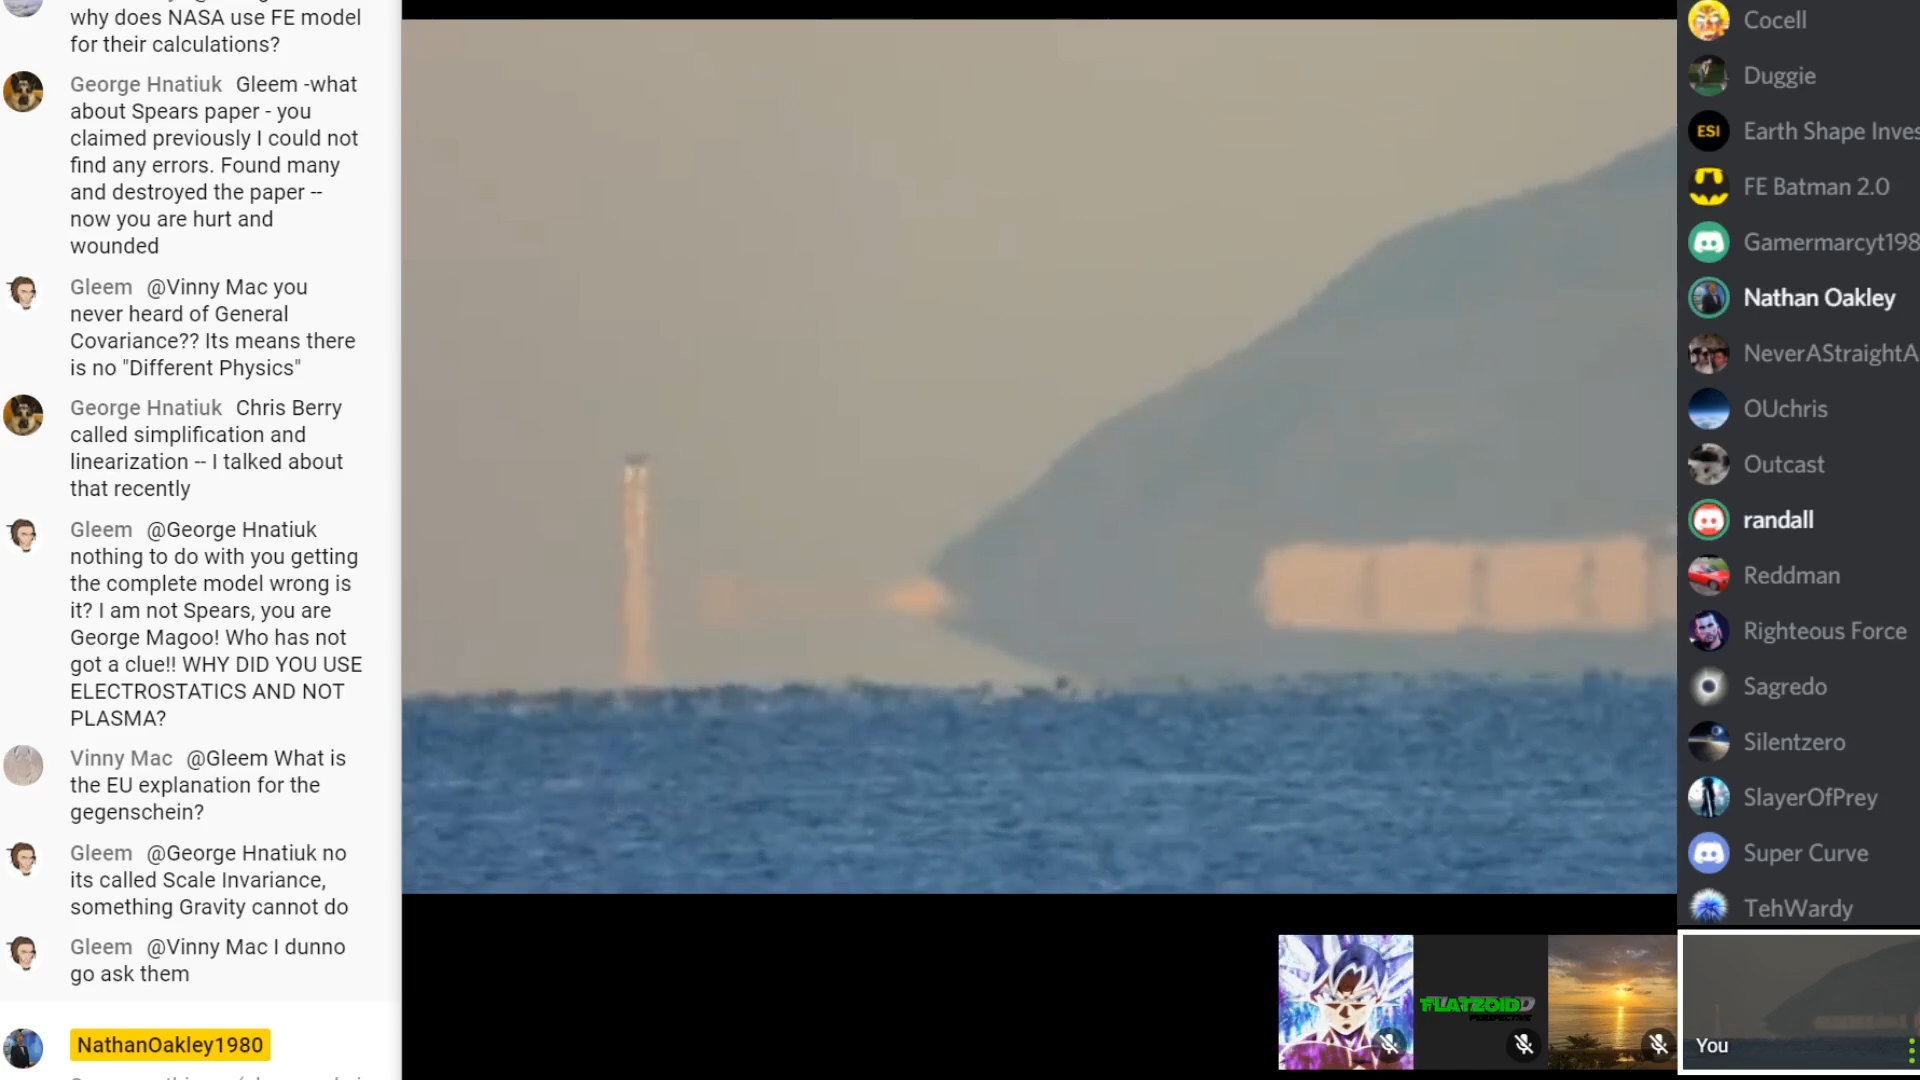 why does NASA use FE model
for their calculations?
George Hnatiuk Gleem -what
about Spears paper - you
claimed previously I could not
find any errors. Found many
and destroyed the paper --
now you are hurt and
wounded
Gleem @Vinny Mac you
never heard of General
Covariance?? Its means there
is no "Different Physics"
George Hnatiuk Chris Berry
called simplification and
linearization -- I talked about
that recently
Gleem @George Hnatiuk
nothing to do with you getting
the complete model wrong is
it? I am not Spears, you are
George Magoo! Who has not
got a clue!! WHY DID YOU USE
ELECTROSTATICS AND NOT
PLASMA?
Vinny Mac @Gleem What is
the EU explanation for the
gegenschein?
Gleem @George Hnatiuk no
its called Scale Invariance,
something Gravity cannot do
Gleem @Vinny Mac I dunno
go ask them
NathanOakley1980
Cocell
Duggie
ESI Earth Shape Inves
FE Batman 2.0
Gamermarcyt198
Nathan Oakley
NeverAStraightA
OUchris
Outcast
randall
Reddman
Righteous Force
Sagredo
Silentzero
SlayerOfPrey
Super Curve
TehWardy
FLATZOID
PERSPECTIVE
You